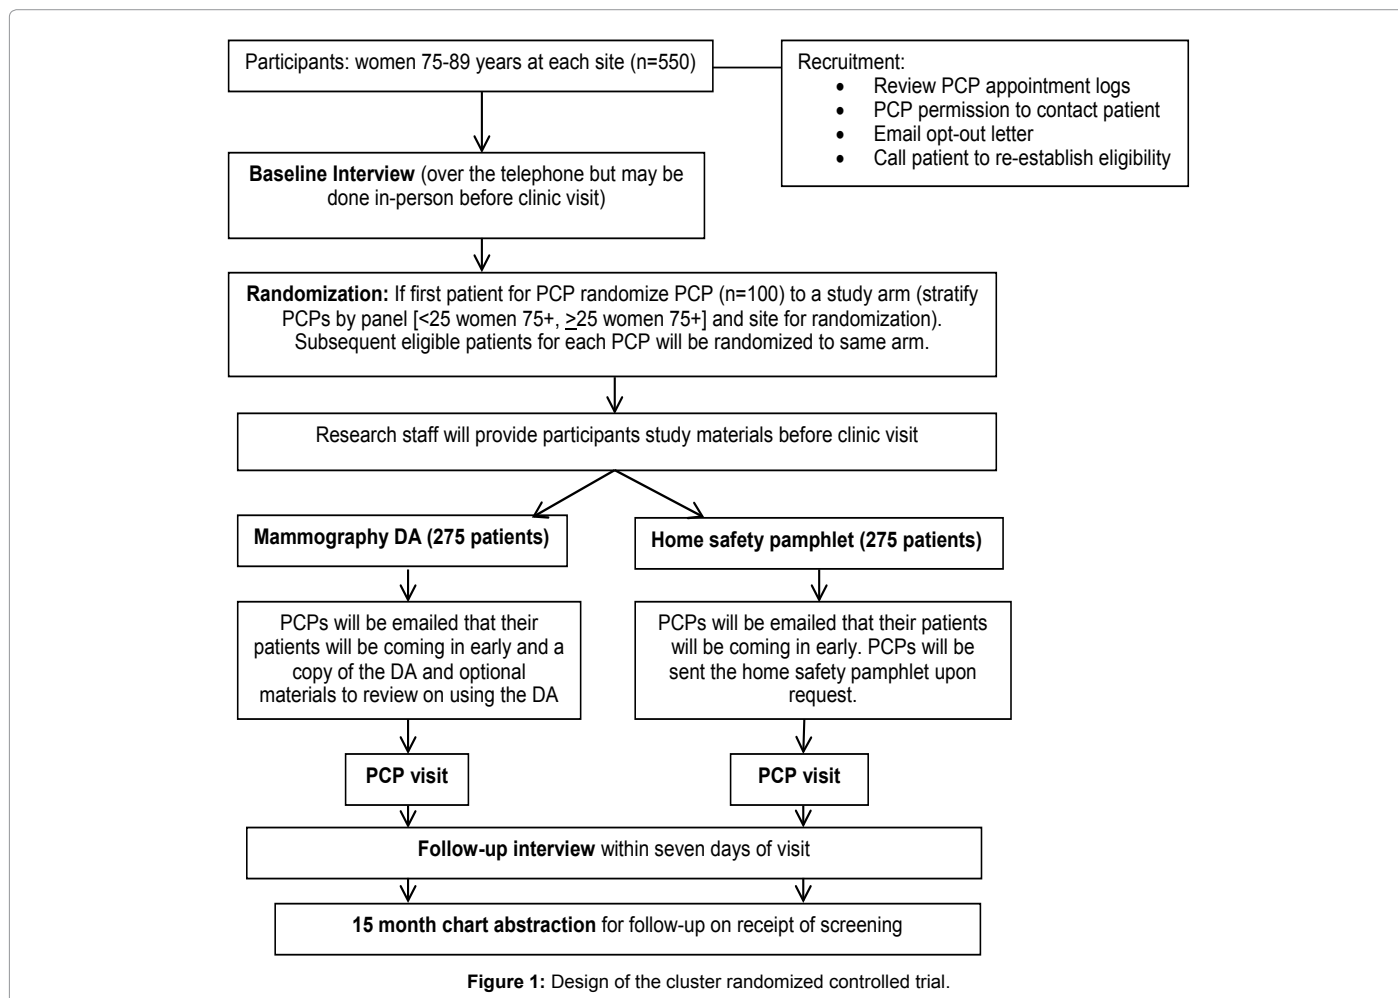 Participants: women 75-89 years at each site (n=550)
Recruitment:
• Review PCP appointment logs
• PCP permission to contact patient
• Email opt-out letter
• Call patient to re-establish eligibility
Baseline Interview (over the telephone but may be
done in-person before clinic visit)
Randomization: If first patient for PCP randomize PCP (n=100) to a study arm (stratify
PCPs by panel [<25 women 75+, ≥25 women 75+] and site for randomization).
Subsequent eligible patients for each PCP will be randomized to same arm.
Research staff will provide participants study materials before clinic visit
Mammography DA (275 patients)
Home safety pamphlet (275 patients)
PCPs will be emailed that their
patients will be coming in early and a
copy of the DA and optional
materials to review on using the DA
PCPs will be emailed that their patients
will be coming in early. PCPs will be
sent the home safety pamphlet upon
request.
PCP visit
PCP visit
Follow-up interview within seven days of visit
15 month chart abstraction for follow-up on receipt of screening
Figure 1: Design of the cluster randomized controlled trial.